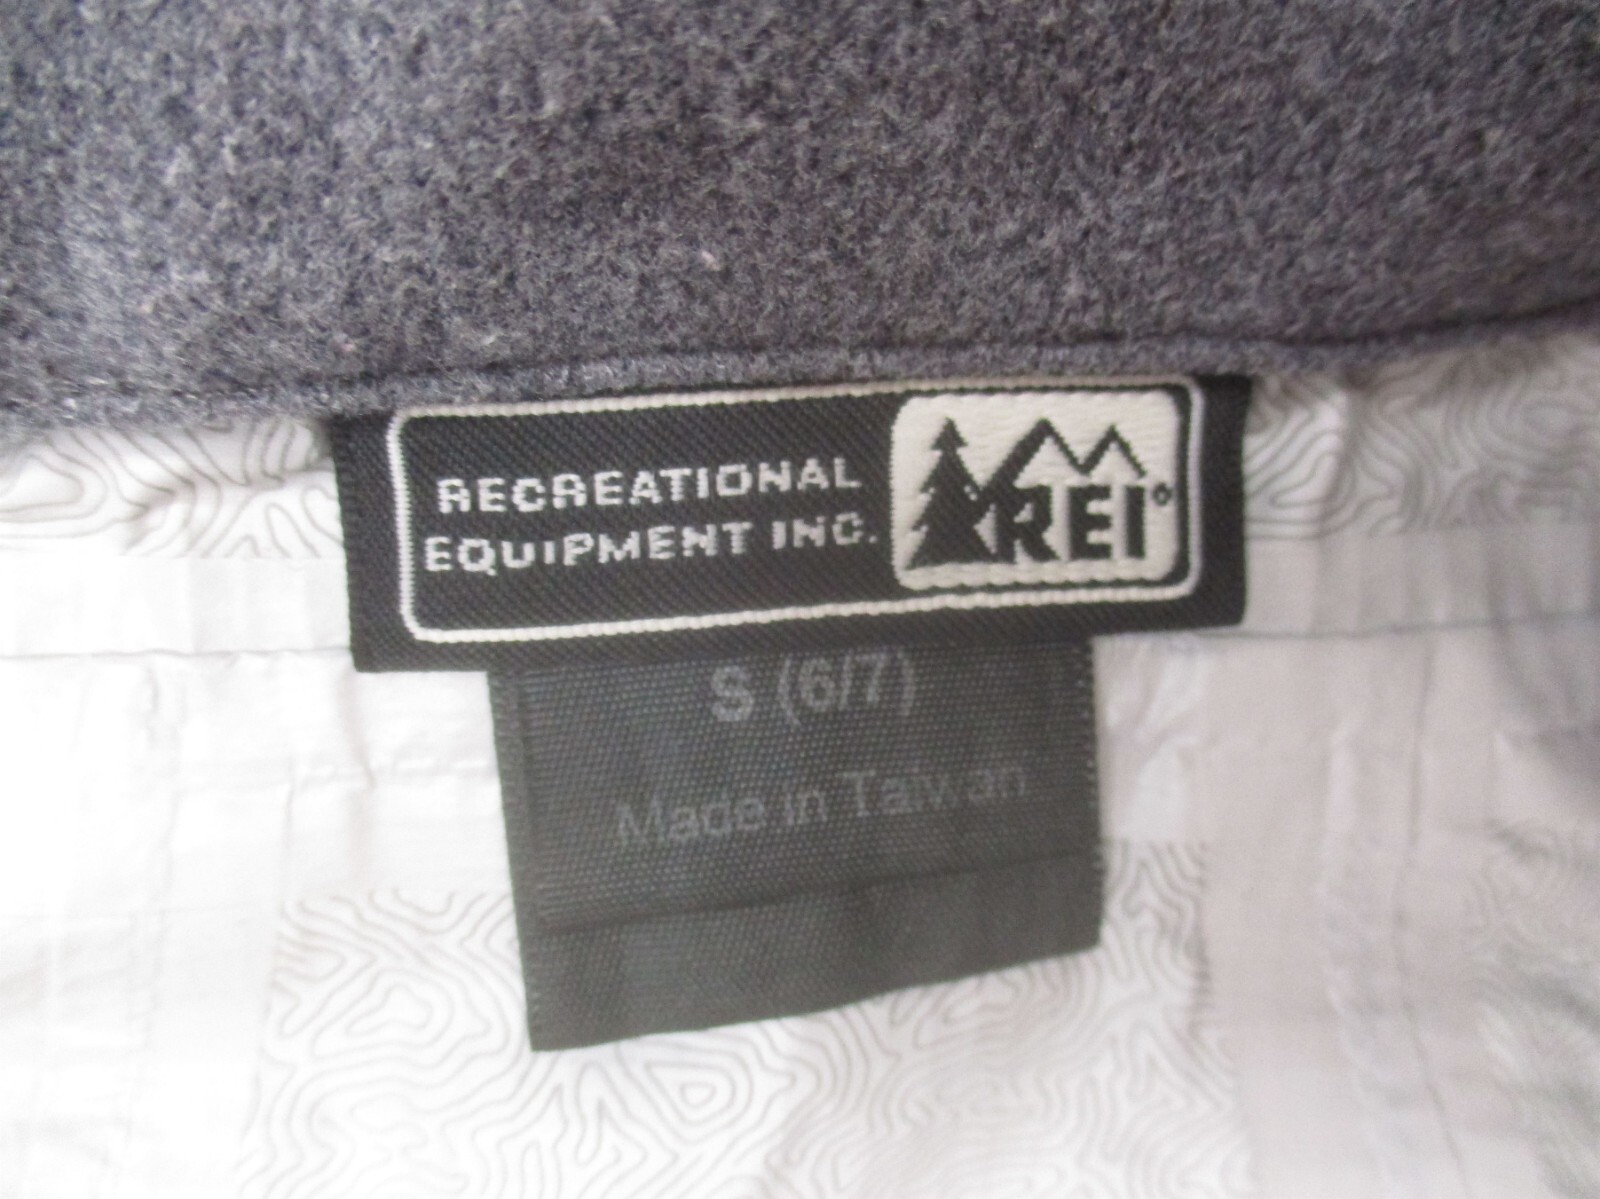 RECREATIONAL
EQUIPMENT INC.
REI®
S (6/7)
Made in Taiwan